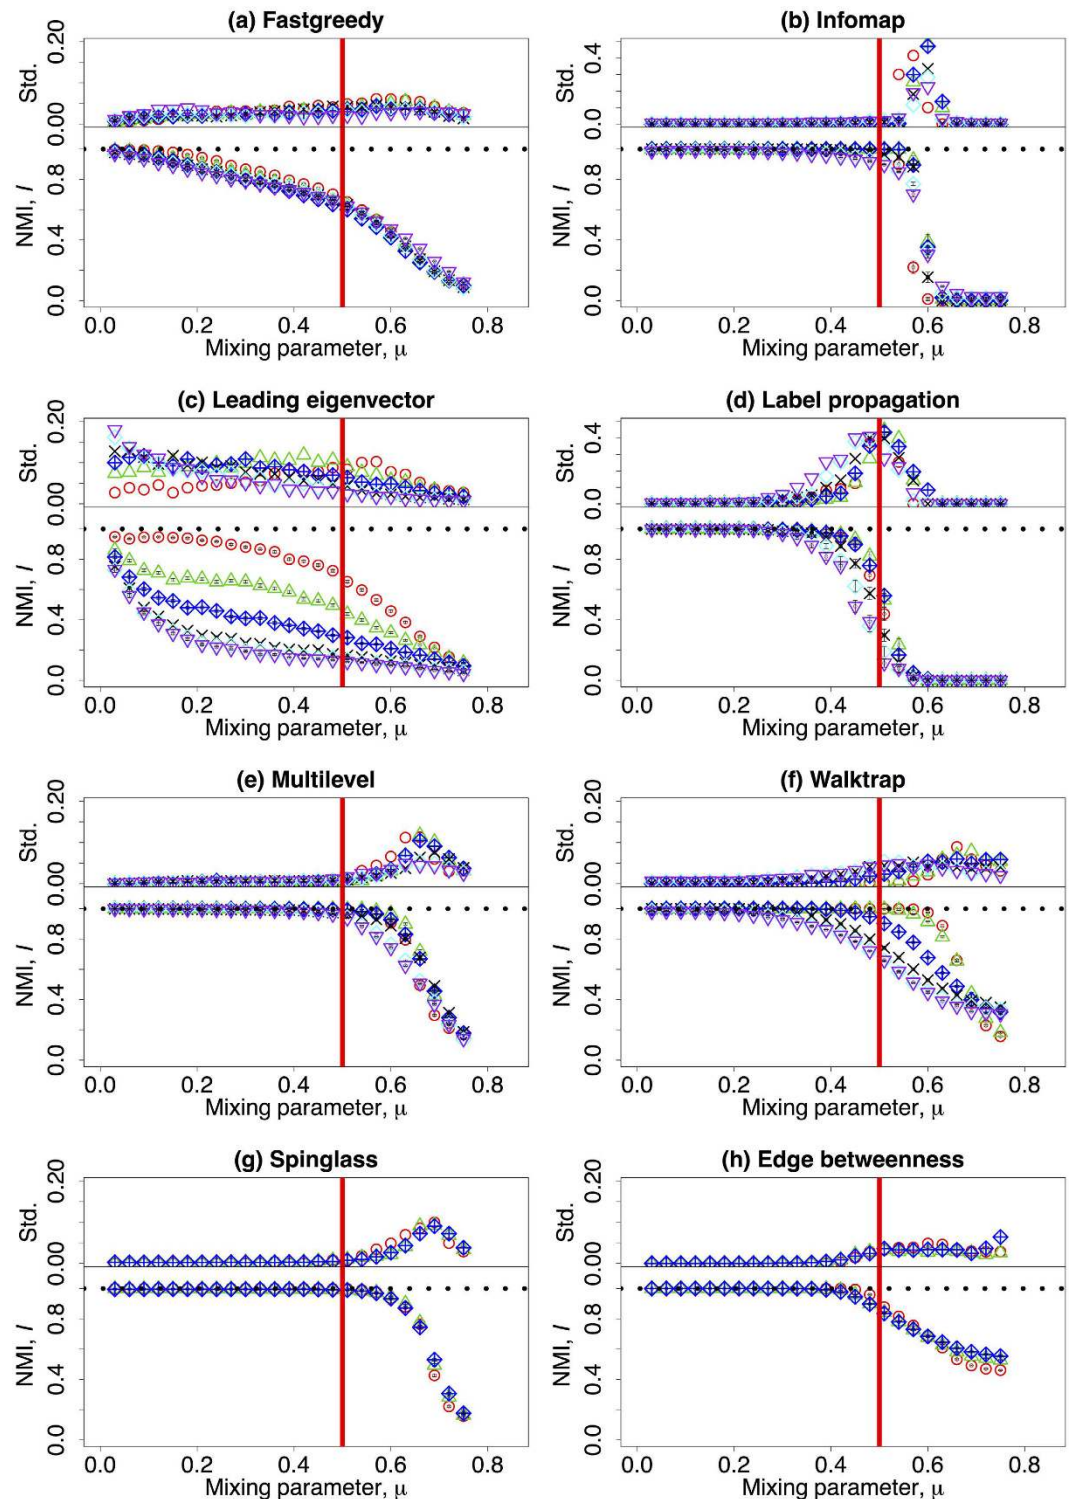 (a) Fastgreedy
(b) Infomap
Std.
0.00 0.20
NMI, I
0.0 0.4 0.8
0.0 0.2 0.4 0.6 0.8
Mixing parameter, μ
Std.
0.0 0.4
NMI, I
0.0 0.4 0.8
0.0 0.2 0.4 0.6 0.8
Mixing parameter, μ
(c) Leading eigenvector
(d) Label propagation
Std.
0.00 0.20
NMI, I
0.0 0.4 0.8
0.0 0.2 0.4 0.6 0.8
Mixing parameter, μ
Std.
0.0 0.4
NMI, I
0.0 0.4 0.8
0.0 0.2 0.4 0.6 0.8
Mixing parameter, μ
(e) Multilevel
(f) Walktrap
Std.
0.00 0.20
NMI, I
0.0 0.4 0.8
0.0 0.2 0.4 0.6 0.8
Mixing parameter, μ
Std.
0.00 0.20
NMI, I
0.0 0.4 0.8
0.0 0.2 0.4 0.6 0.8
Mixing parameter, μ
(g) Spinglass
(h) Edge betweenness
Std.
0.00 0.20
NMI, I
0.0 0.4 0.8
0.0 0.2 0.4 0.6 0.8
Mixing parameter, μ
Std.
0.00 0.20
NMI, I
0.0 0.4 0.8
0.0 0.2 0.4 0.6 0.8
Mixing parameter, μ